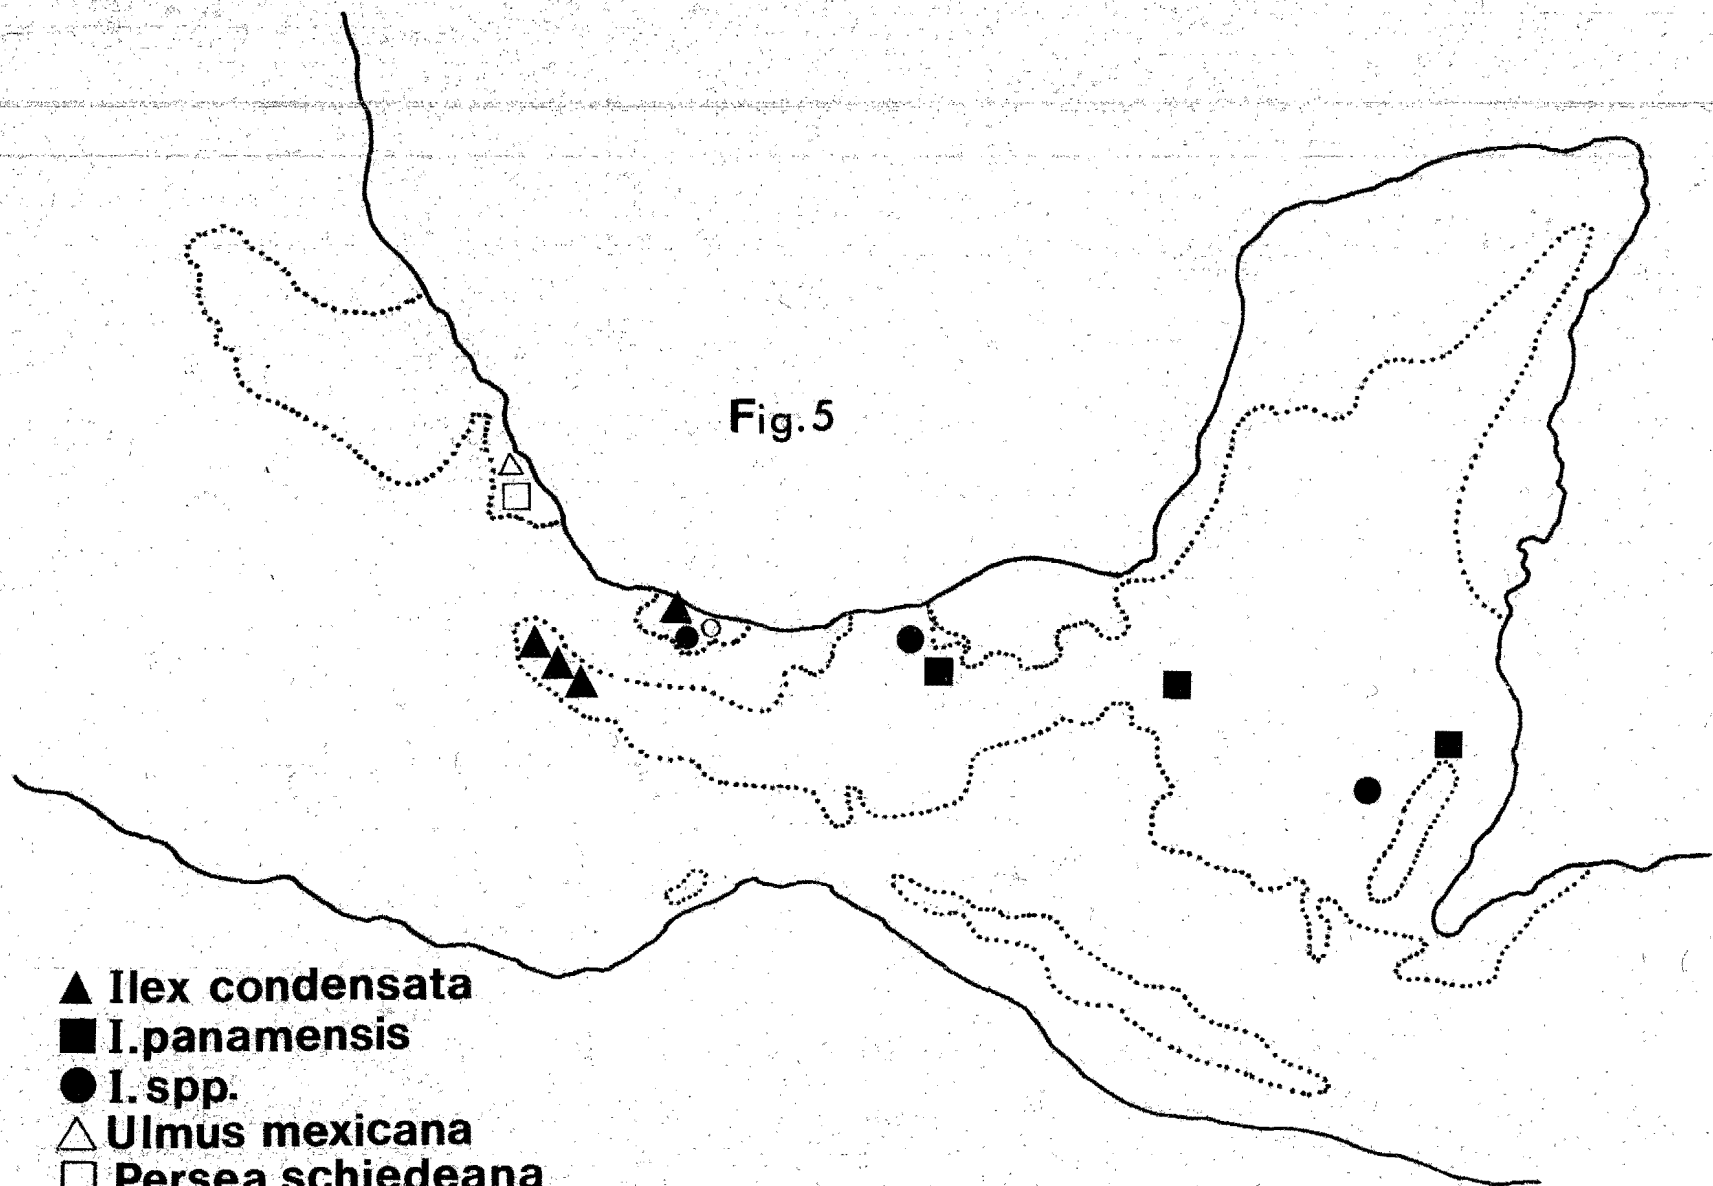 Fig.5
Ilex condensata
I.panamensis
I.spp.
Ulmus mexicana
Persea schiedeana